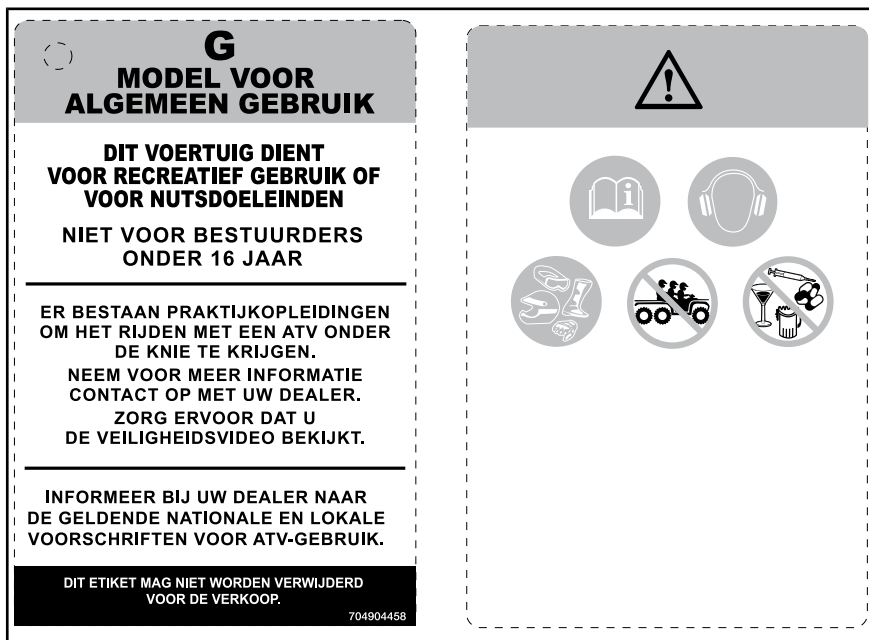 G
MODEL VOOR
ALGEMEEN GEBRUIK
DIT VOERTUIG DIENT
VOOR RECREATIEF GEBRUIK OF
VOOR NUTSDOELEINDEN
NIET VOOR BESTUURDERS
ONDER 16 JAAR
ER BESTAAN PRAKTIJKOPLEIDINGEN
OM HET RIJDEN MET EEN ATV ONDER
DE KNIE TE KRIJGEN.
NEEM VOOR MEER INFORMATIE
CONTACT OP MET UW DEALER.
ZORG ERVOOR DAT U
DE VEILIGHEIDSVIDEO BEKIJKT.
INFORMEER BIJ UW DEALER NAAR
DE GELDENDE NATIONALE EN LOKALE
VOORSCHRIFTEN VOOR ATV-GEBRUIK.
DIT ETIKET MAG NIET WORDEN VERWIJDERD
VOOR DE VERKOOP.
704904458